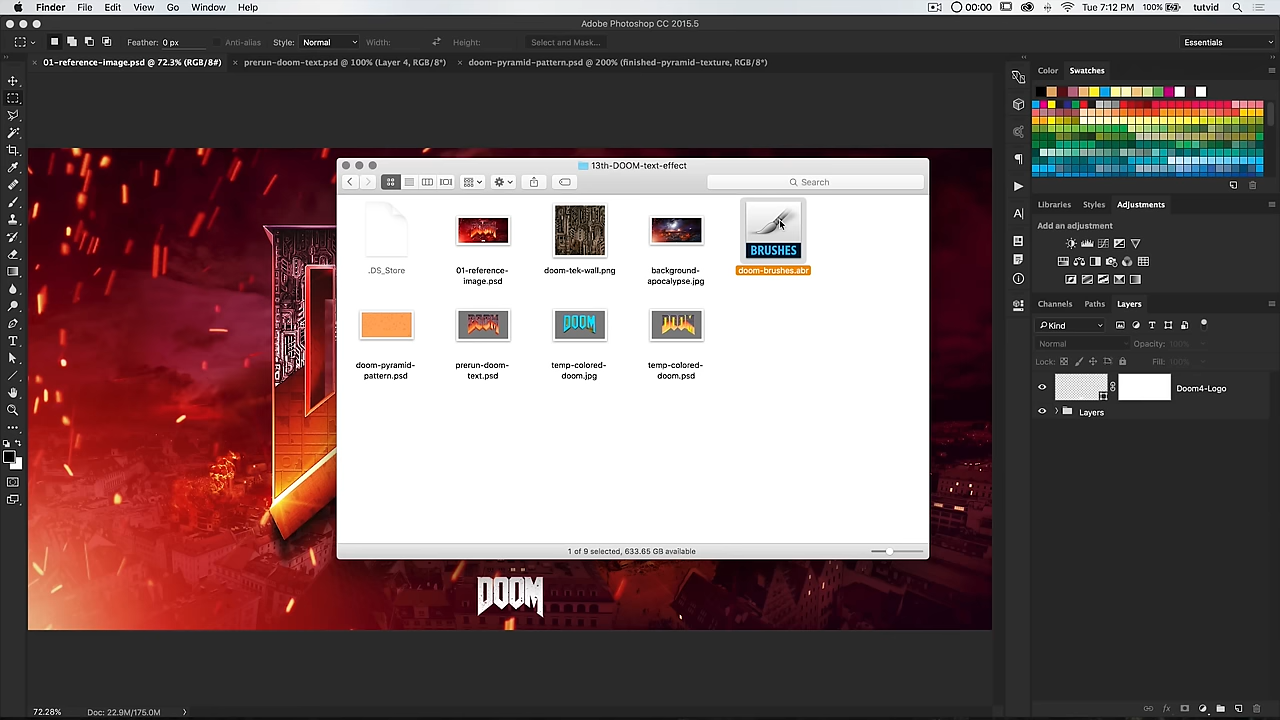 Finder File Edit View Go Window Help 00:00 Tue 7:12 PM 100% tutvid
Adobe Photoshop CC 2015.5
Feather: 0 px Anti-alias Style: Normal Width: Height: Select and Mask... Essentials
01-reference-image.psd @ 72.3% (RGB/8#) prerun-doom-text.psd @ 100% (Layer 4, RGB/8*) doom-pyramid-pattern.psd @ 200% (finished-pyramid-texture, RGB/8*)
Color Swatches
13th-DOOM-text-effect
Search
BRUSHES
.DS_Store
01-reference-
image.psd
doom-tek-wall.png
background-
apocalypse.jpg
doom-brushes.abr
DOOM
DOOM
DOOM
doom-pyramid-
pattern.psd
prerun-doom-
text.psd
temp-colored-
doom.jpg
temp-colored-
doom.psd
1 of 9 selected, 633.65 GB available
DOOM
Libraries Styles Adjustments
Add an adjustment
Channels Paths Layers
Kind
Normal Opacity: 100%
Lock: Fill: 100%
Doom4-Logo
Layers
72.28% Doc: 22.9M/175.0M